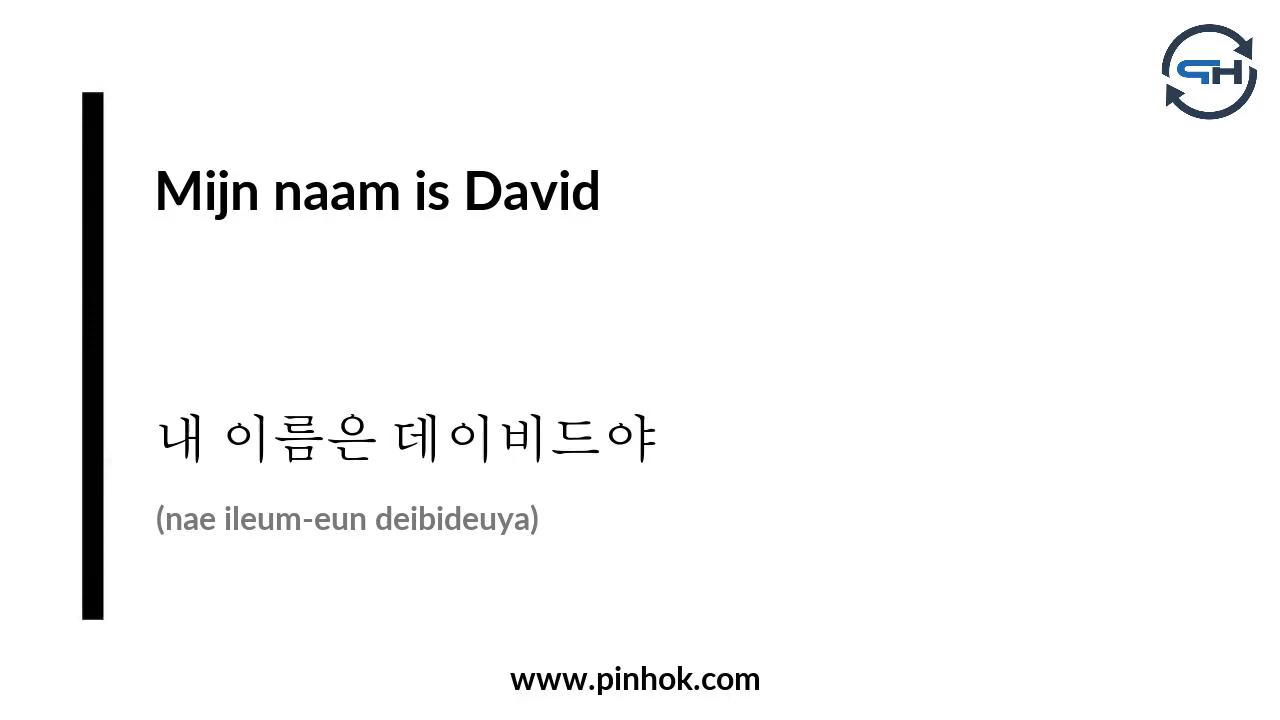 PH
Mijn naam is David
내 이름은 데이비드야
(nae ileum-eun deibideuya)
www.pinhok.com